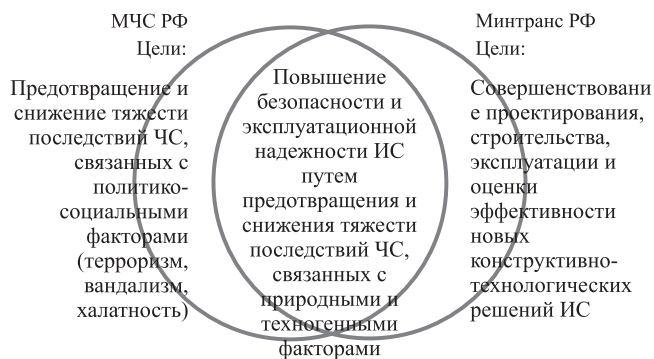 МЧС РФ
Цели:
Предотвращение и
снижение тяжести
последствий ЧС,
связанных с
политико-
социальными
факторами
(терроризм,
вандализм,
халатность)
Повышение
безопасности и
эксплуатационной
надежности ИС
путем
предотвращения и
снижения тяжести
последствий ЧС,
связанных с
природными и
техногенными
факторами
Минтранс РФ
Цели:
Совершенствовани
е проектирования,
строительства,
эксплуатации и
оценки
эффективности
новых
конструктивно-
технологических
решений ИС